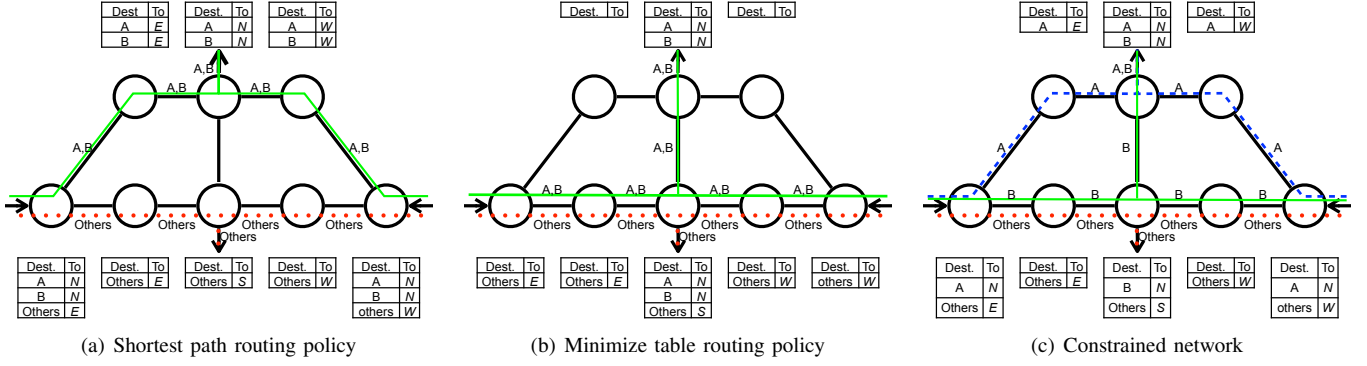 Dest To
A E
B E
Dest. To
A N
B N
Dest. To
A W
B W
A,B
A,B A,B
A,B A,B
Others Others Others Others
Others
Dest. To
A N
B N
Others E
Dest. To
Others E
Dest. To
Others S
Dest. To
Others W
Dest. To
A N
B N
others W
(a) Shortest path routing policy
Dest. To
Dest. To
A N
B N
Dest. To
A,B
A,B
A,B A,B A,B A,B
Others
Dest. To
Others E
Dest. To
Others E
Dest. To
A N
B N
Others S
Dest. To
Others W
Dest. To
others W
(b) Minimize table routing policy
Dest. To
A E
Dest. To
A N
B N
Dest. To
A W
A,B
A A
A B A
B B B B
Others Others Others Others
Others
Dest. To
A N
Others E
Dest. To
Others E
Dest. To
B N
Others S
Dest. To
Others W
Dest. To
A N
others W
(c) Constrained network